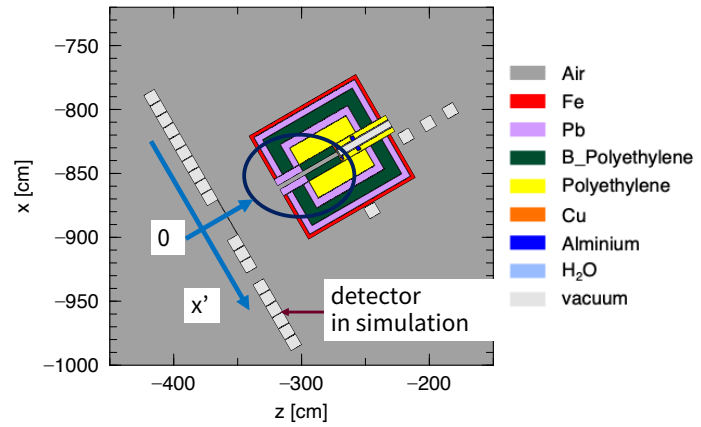 −700
−750
−800
−850
−900
−950
−1000
x [cm]
−400
−300
−200
z [cm]
0
x’
detector
in simulation
Air
Fe
Pb
B_Polyethylene
Polyethylene
Cu
Alminium
H₂O
vacuum